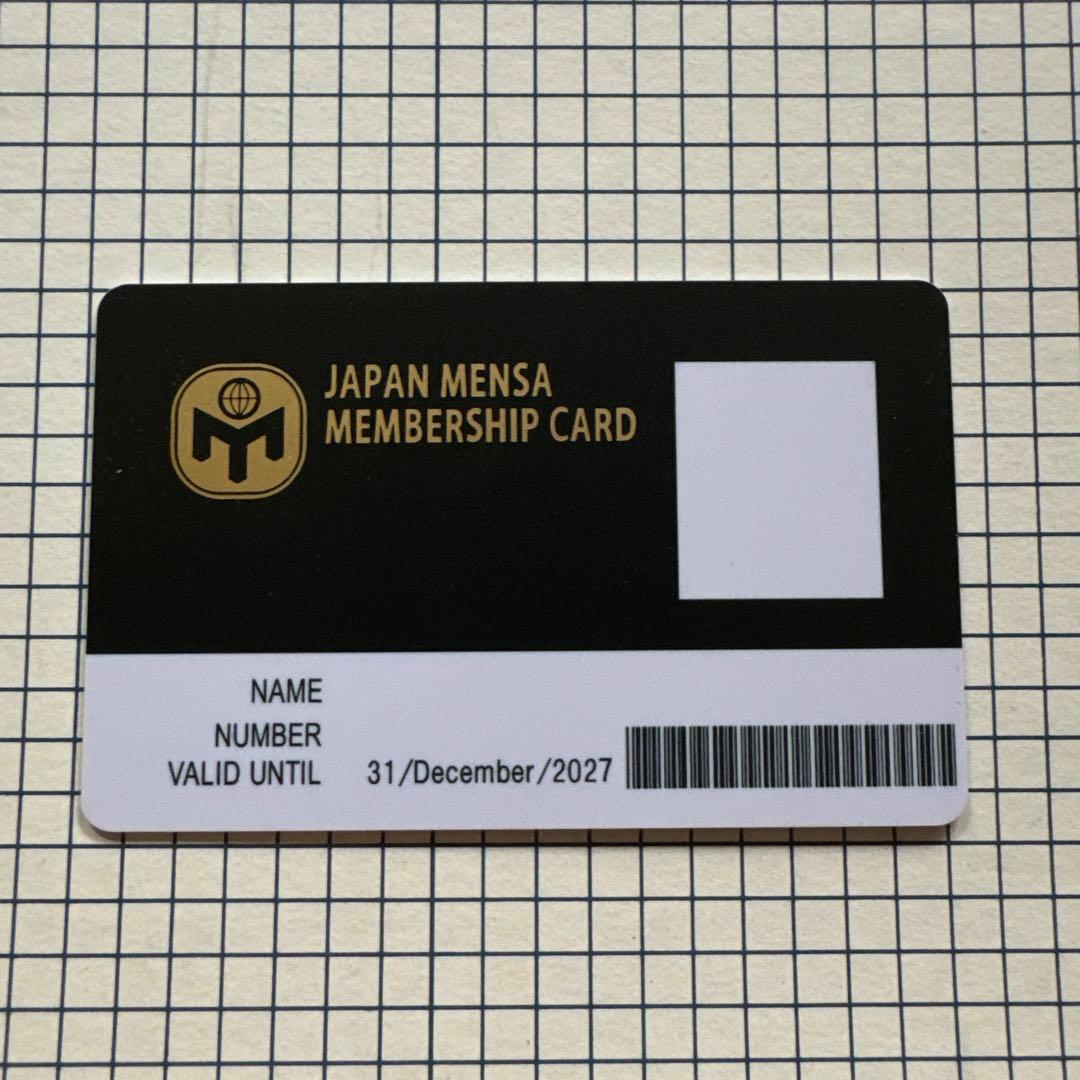 JAPAN MENSA
MEMBERSHIP CARD
NAME
NUMBER
VALID UNTIL 31/December/2027